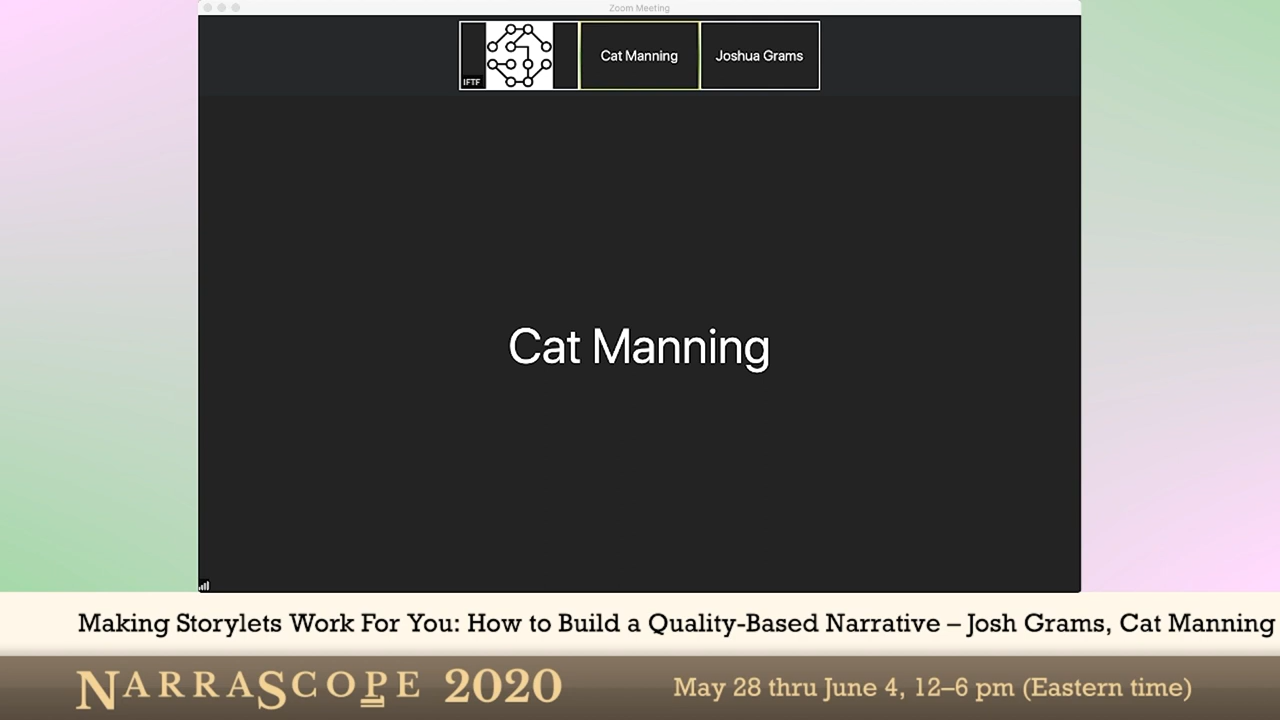 Zoom Meeting
IFTF
Cat Manning
Joshua Grams
Cat Manning
Making Storylets Work For You: How to Build a Quality-Based Narrative – Josh Grams, Cat Manning
NARRASCOPE 2020
May 28 thru June 4, 12–6 pm (Eastern time)